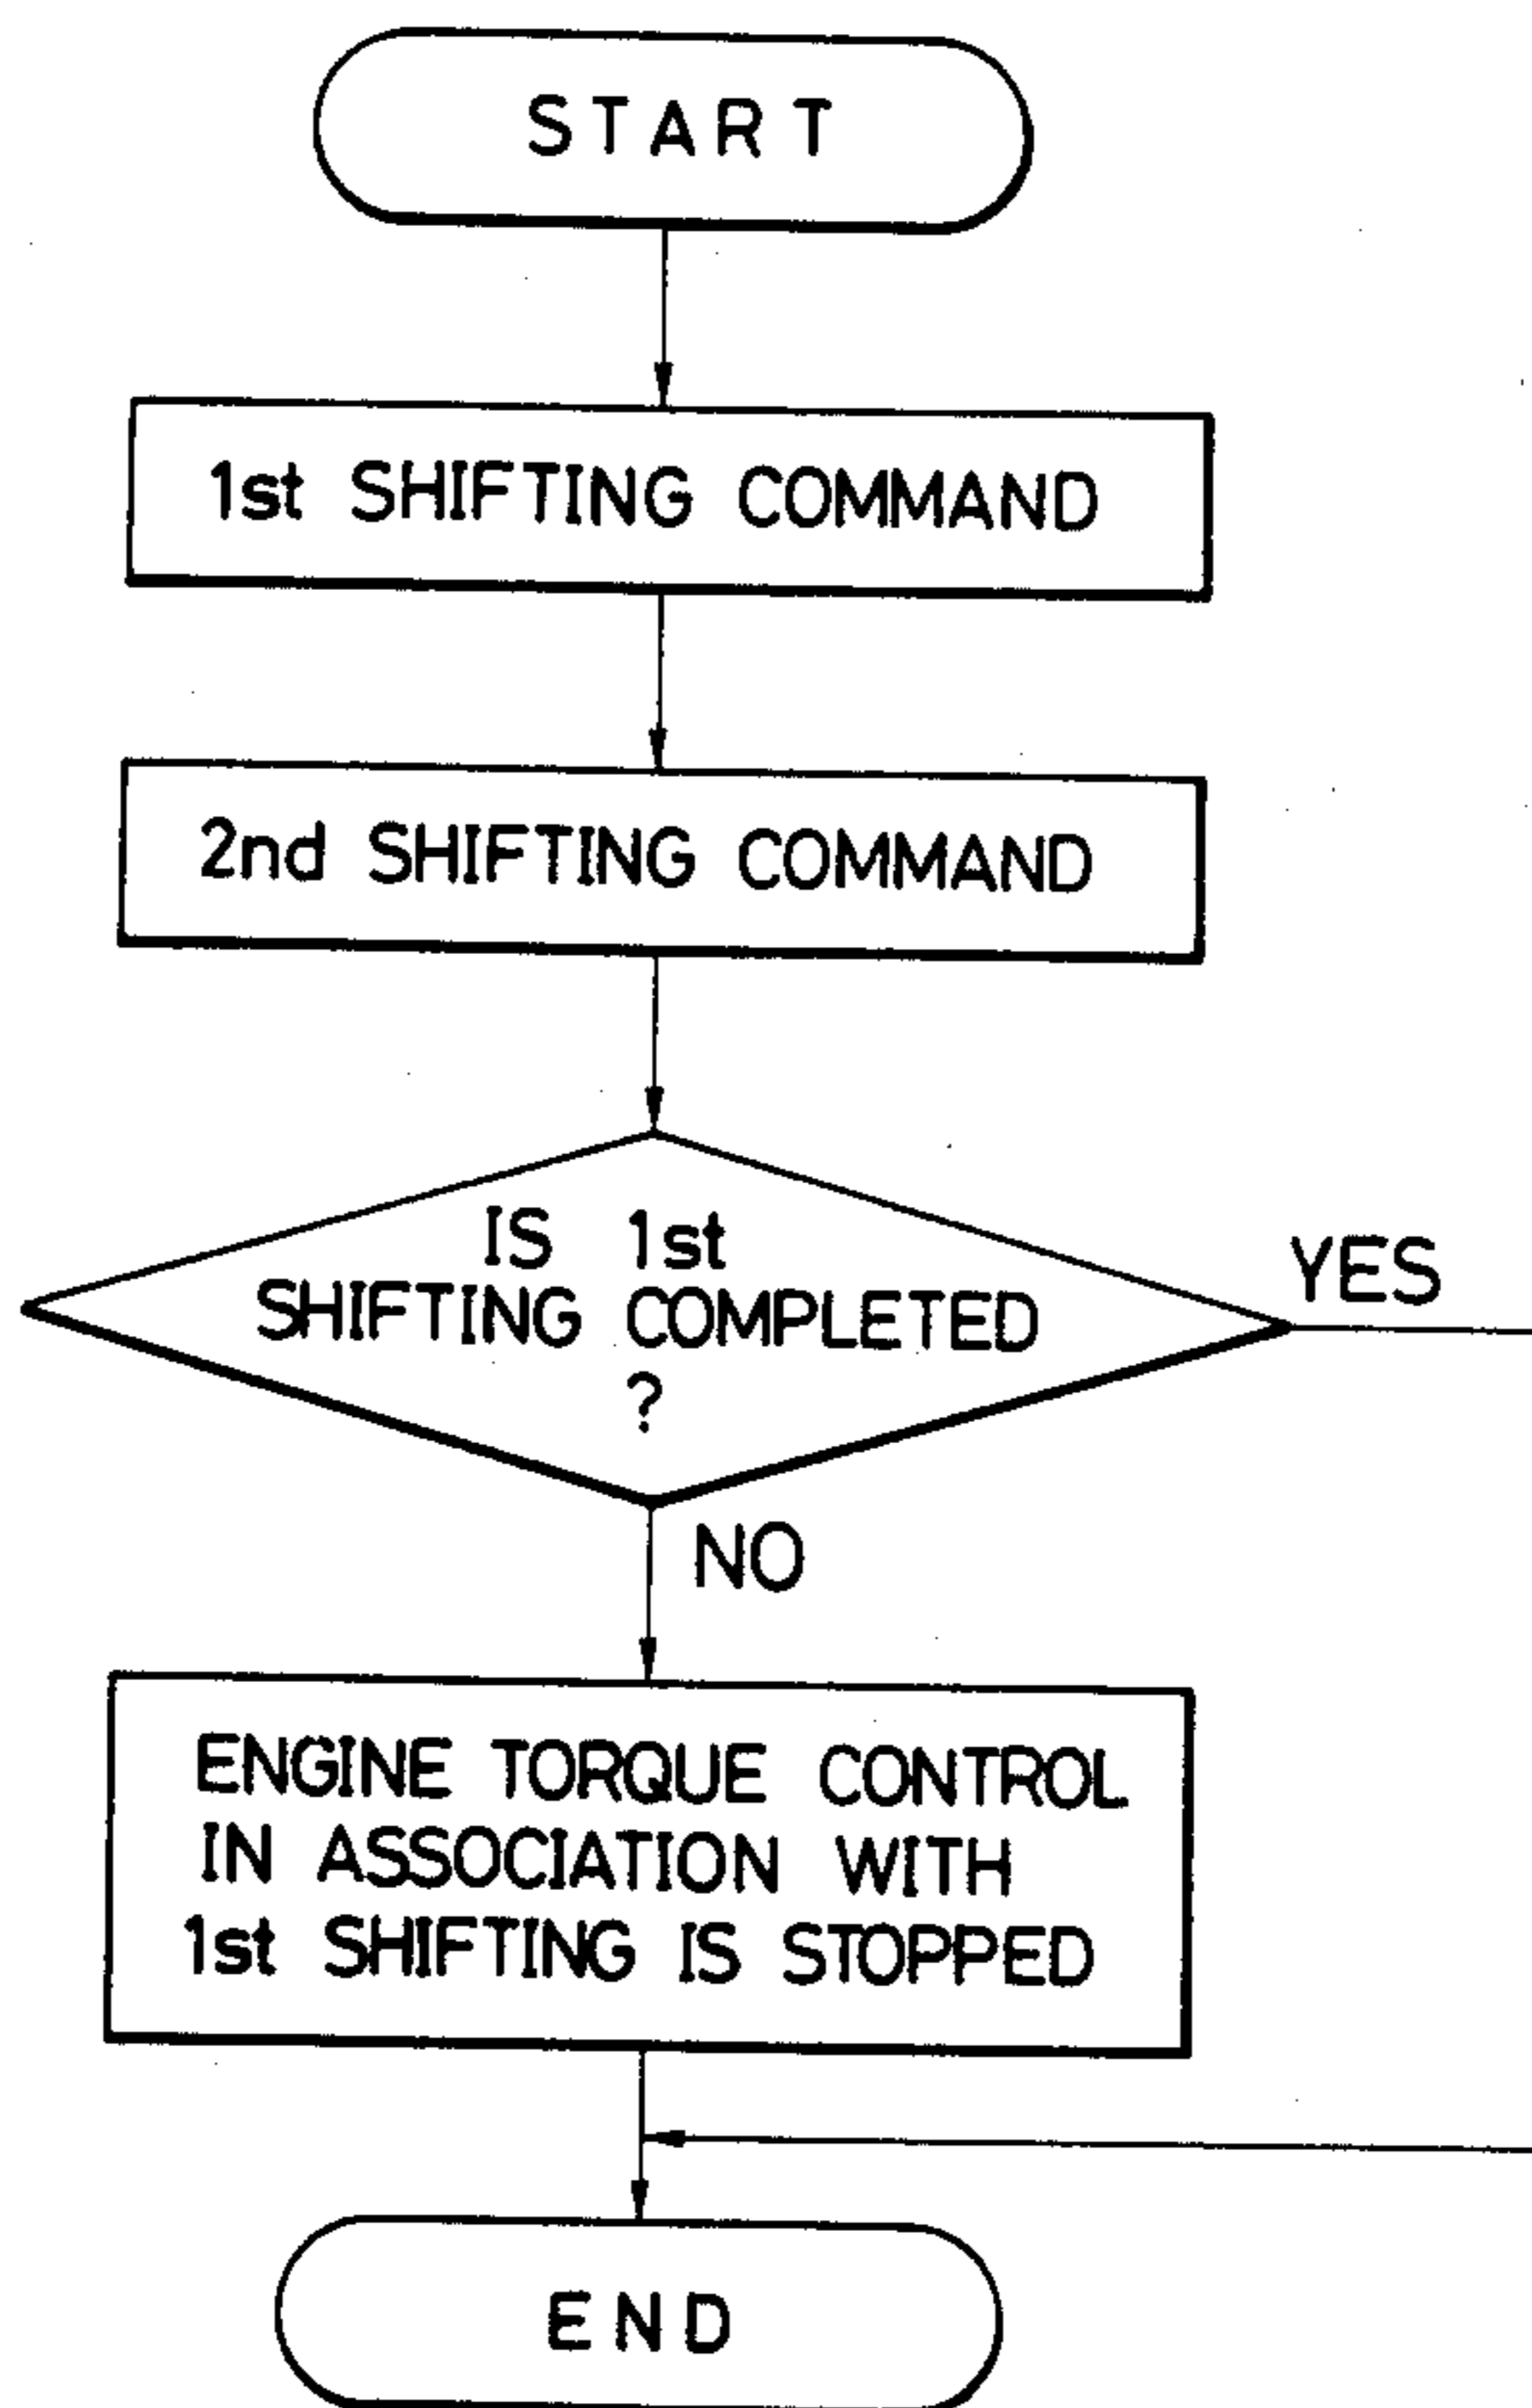 START
1st SHIFTING COMMAND
2nd SHIFTING COMMAND
IS 1st
SHIFTING COMPLETED
?
YES
NO
ENGINE TORQUE CONTROL
IN ASSOCIATION WITH
1st SHIFTING IS STOPPED
END